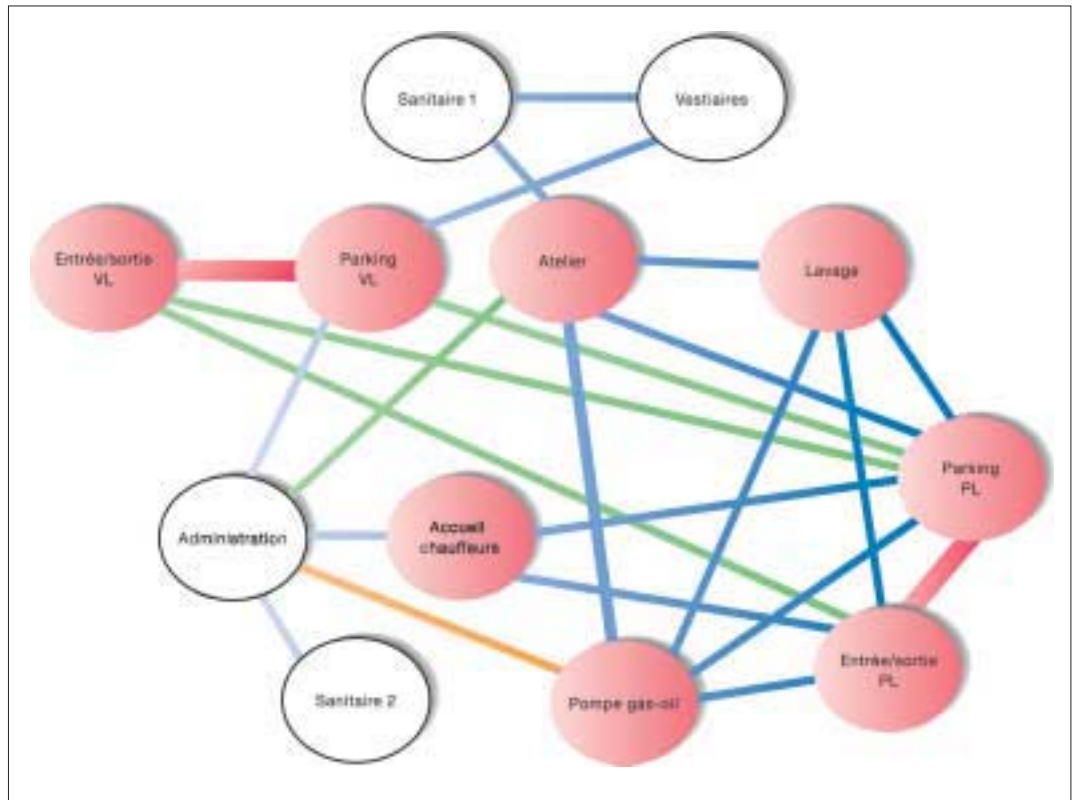 Sanitaire 1
Vestiaires
Entrée/sortie
VL
Parking
VL
Atelier
Lavage
Parking
PL
Administration
Accueil
chauffeurs
Entrée/sortie
PL
Sanitaire 2
Pompe gas-oil